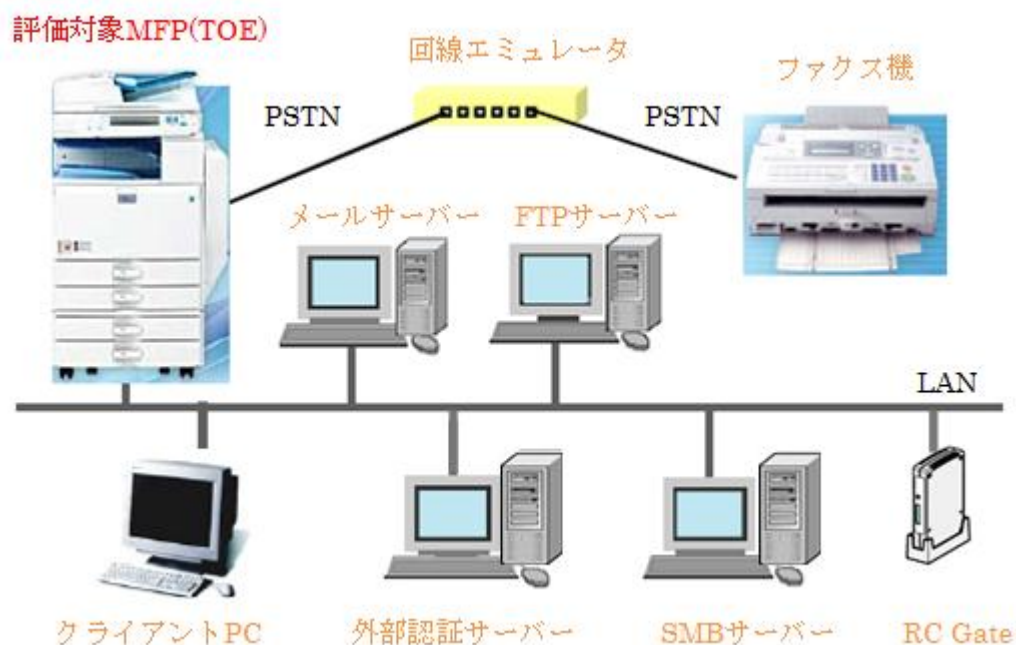 評価対象MFP(TOE)
回線エミュレータ
ファクス機
PSTN
PSTN
メールサーバー
FTPサーバー
LAN
クライアントPC
外部認証サーバー
SMBサーバー
RC Gate